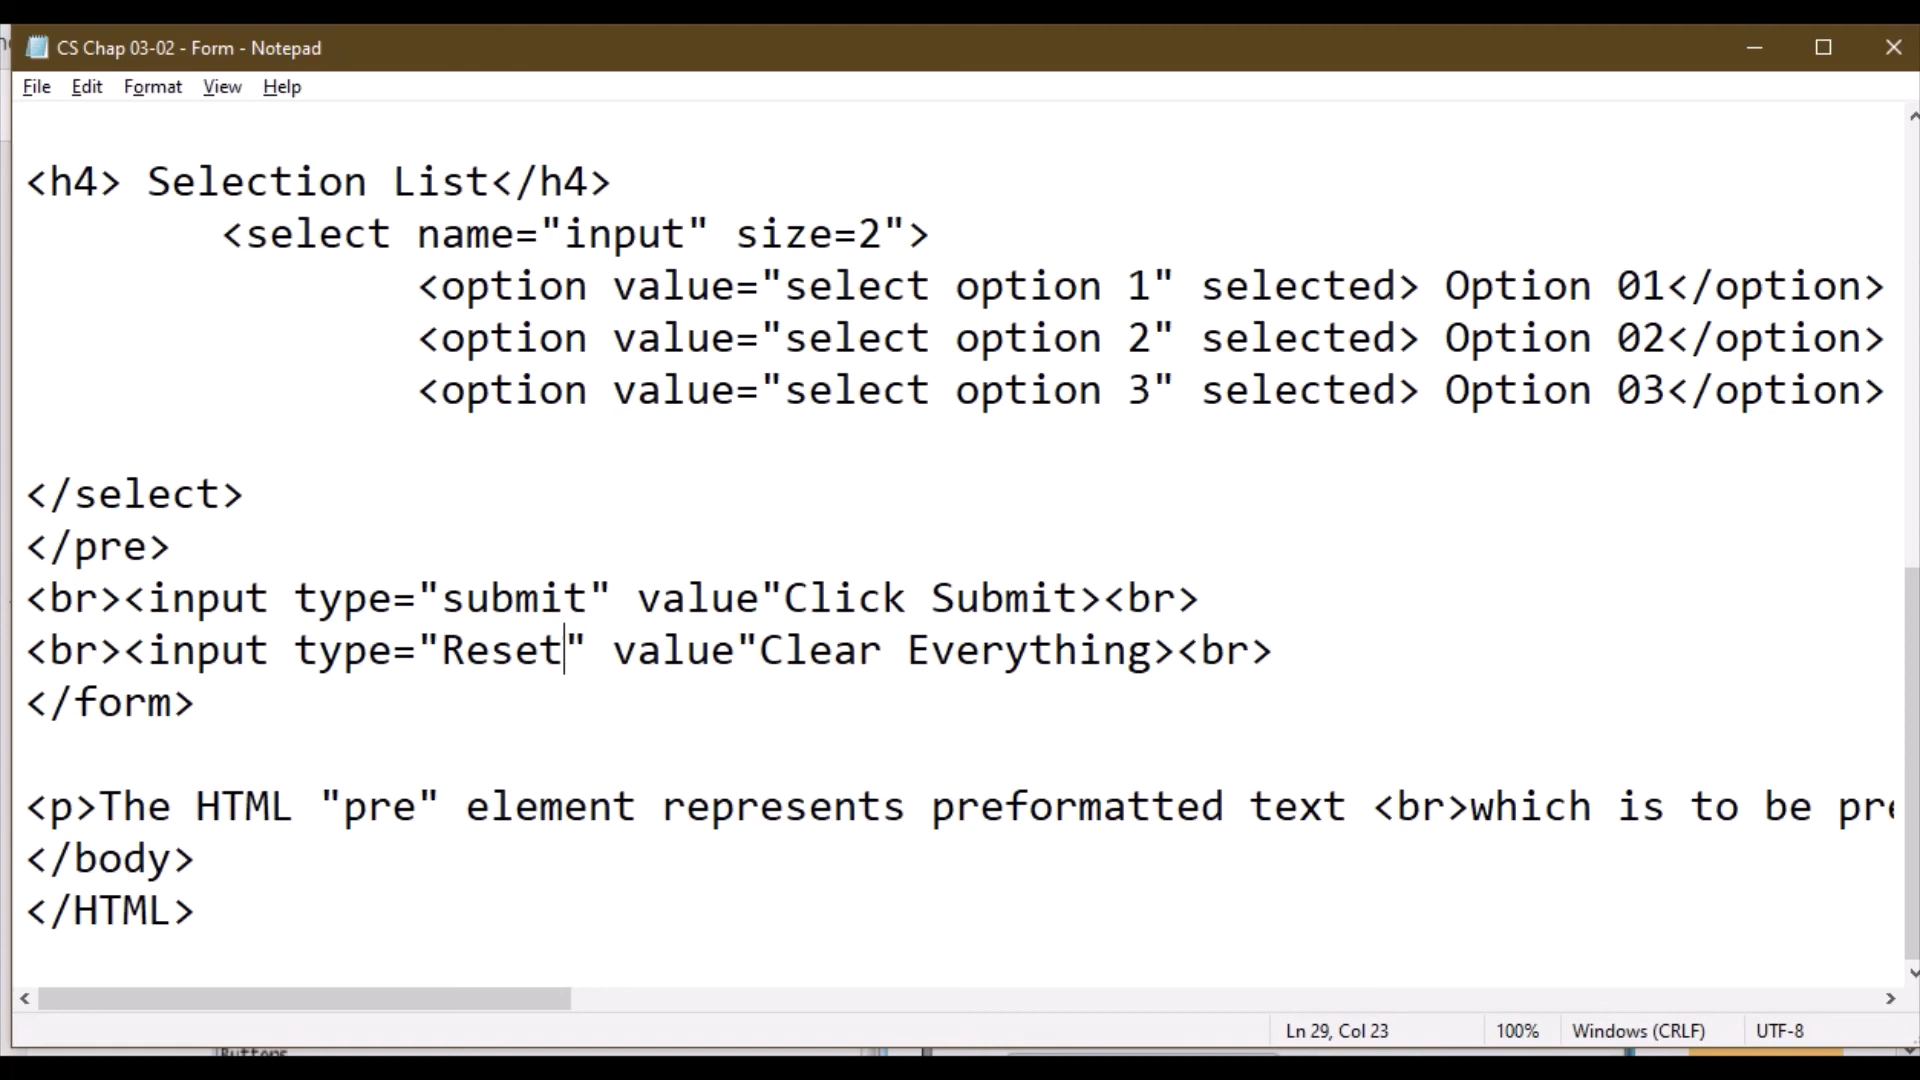 CS Chap 03-02 - Form - Notepad
File Edit Format View Help
<h4> Selection List</h4>
<select name="input" size=2">
<option value="select option 1" selected> Option 01</option>
<option value="select option 2" selected> Option 02</option>
<option value="select option 3" selected> Option 03</option>
</select>
</pre>
<br><input type="submit" value"Click Submit><br>
<br><input type="Reset" value"Clear Everything><br>
</form>
<p>The HTML "pre" element represents preformatted text <br>which is to be pre
</body>
</HTML>
Ln 29, Col 23 100% Windows (CRLF) UTF-8
Buttons